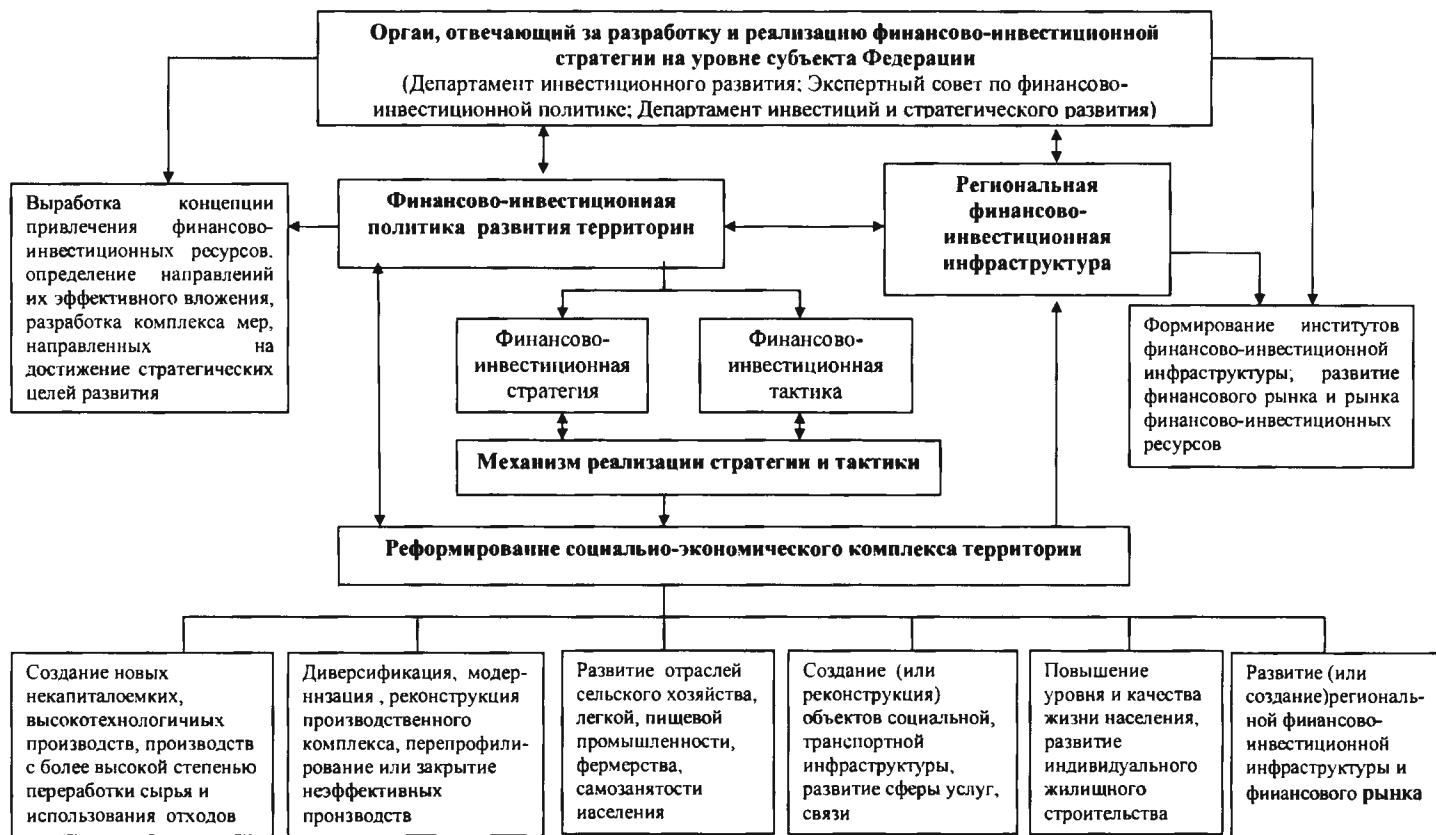 Орган, отвечающий за разработку и реализацию финансово-инвестиционной
стратегии на уровне субъекта Федерации
(Департамент инвестиционного развития; Экспертный совет по финансово-
инвестиционной политике; Департамент инвестиций и стратегического развития)
Выработка концепции
привлечения финансово-
инвестиционных ресурсов,
определение направлений
их эффективного вложения,
разработка комплекса мер,
направленных на
достижение стратегических
целей развития
Финансово-инвестиционная
политика развития территории
Региональная
финансово-
инвестиционная
инфраструктура
Финансово-
инвестиционная
стратегия
Финансово-
инвестиционная
тактика
Формирование институтов
финансово-инвестиционной
инфраструктуры; развитие
финансового рынка и рынка
финансово-инвестиционных
ресурсов
Механизм реализации стратегии и тактики
Реформирование социально-экономического комплекса территории
Создание новых
некапиталоемких,
высокотехнологичных
производств, производств
с более высокой степенью
переработки сырья и
использования отходов
Диверсификация, модер-
низация , реконструкция
производственного
комплекса, перепрофили-
рование или закрытие
неэффективных
производств
Развитие отраслей
сельского хозяйства,
легкой, пищевой
промышленности,
фермерства,
самозанятости
населения
Создание (или
реконструкция)
объектов социальной,
транспортной
инфраструктуры,
развитие сферы услуг,
связи
Повышение
уровня и качества
жизни населения,
развитие
индивидуального
жилищного
строительства
Развитие (или
создание)региональ-
ной финансово-
инвестиционной
инфраструктуры и
финансового рынка